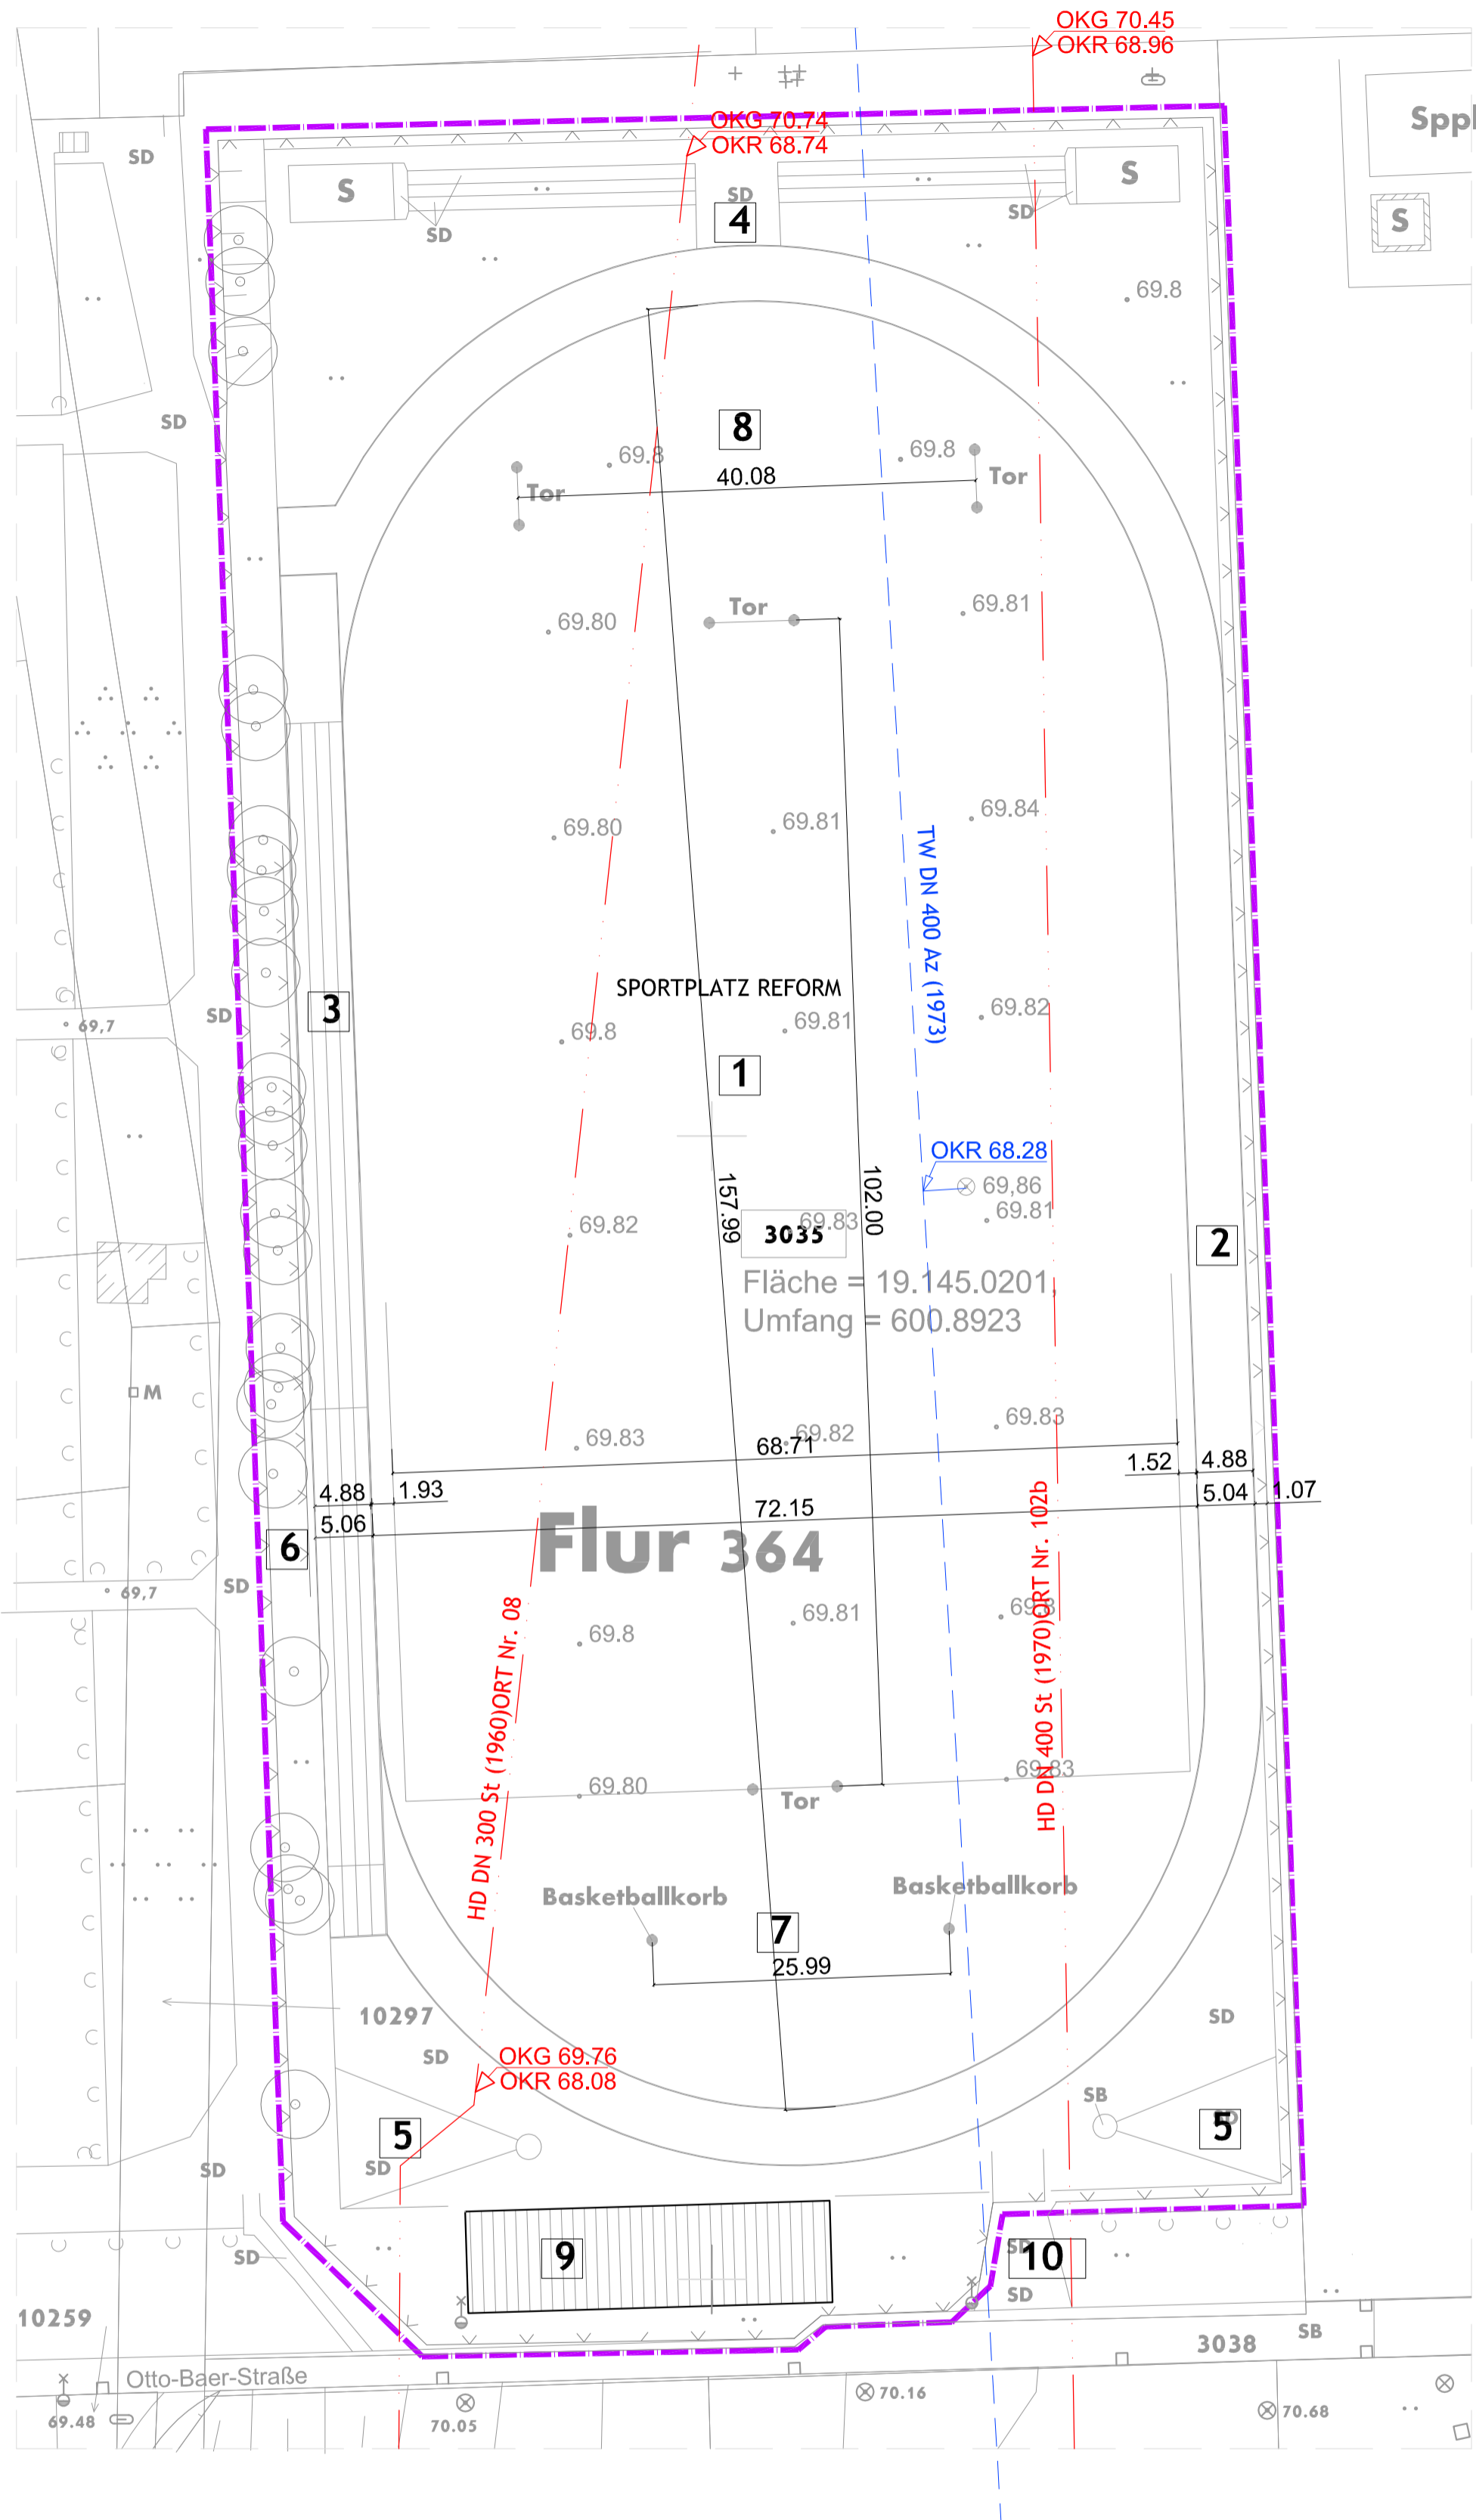 OKG 70.45
OKR 68.96
OKG 70.74
OKR 68.74
SD
S
SD
SD
4
SD
S
S
69.8
SD
8
69.8
69.8
40.08
Tor
Tor
Tor
69.80
69.81
69.80
69.81
69.84
TW DN 400 Az (1973)
SPORTPLATZ REFORM
3
SD
69,7
69.8
69.81
69.82
1
OKR 68.28
69,86
69.81
157.99
102.00
69.82
69.83
3035
2
Fläche = 19.145.0201,
Umfang = 600.8923
M
69.83
69.82
69.83
68.71
1.52
4.88
4.88
1.93
5.04
1.07
5.06
72.15
6
Flur 364
69,7
SD
HD DN 300 St (1960)ORT Nr. 08
HD DN 400 St (1970)ORT Nr. 102b
69.8
69.81
69.8
69.80
69.83
Tor
Basketballkorb
Basketballkorb
7
25.99
10297
SD
SD
OKG 69.76
OKR 68.08
SB
5
5
SD
SD
SD
SD
9
SD
10
SD
10259
3038
SB
Otto-Baer-Straße
69.48
70.05
70.16
70.68